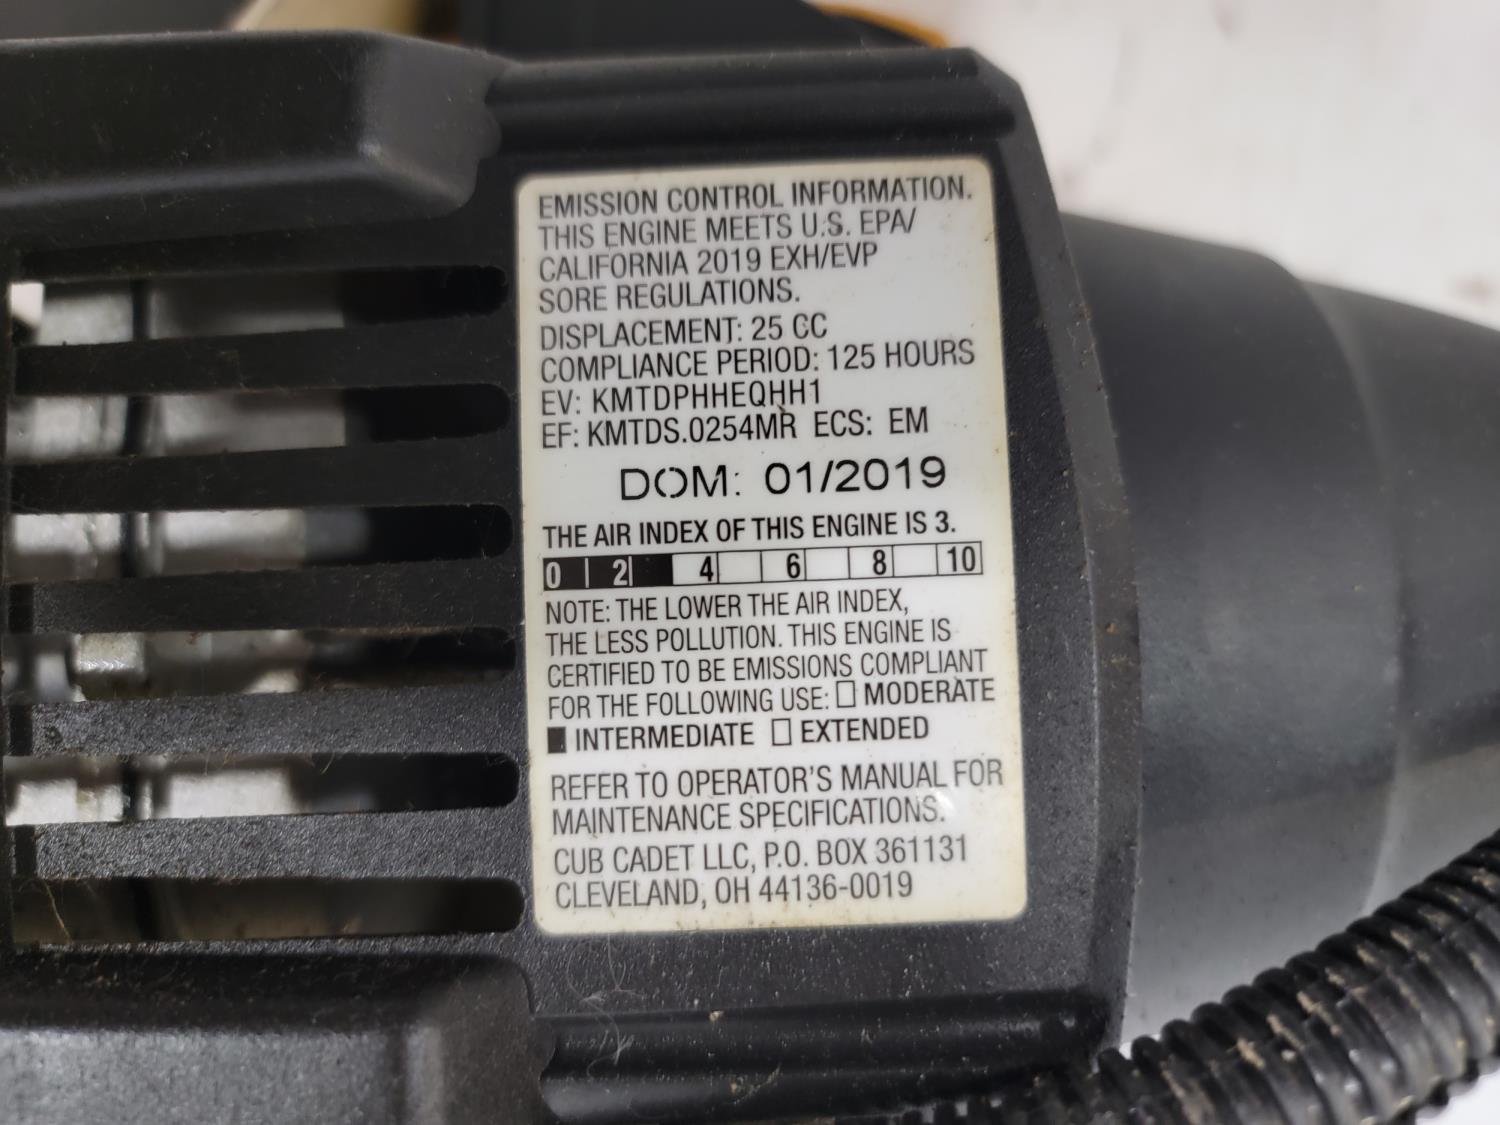 EMISSION CONTROL INFORMATION.
THIS ENGINE MEETS U.S. EPA/
CALIFORNIA 2019 EXH/EVP
SORE REGULATIONS.
DISPLACEMENT: 25 CC
COMPLIANCE PERIOD: 125 HOURS
EV: KMTDPHHEQHH1
EF: KMTDS.0254MR ECS: EM
DOM: 01/2019
THE AIR INDEX OF THIS ENGINE IS 3.
0 2 4 6 8 10
NOTE: THE LOWER THE AIR INDEX,
THE LESS POLLUTION. THIS ENGINE IS
CERTIFIED TO BE EMISSIONS COMPLIANT
FOR THE FOLLOWING USE: ☐ MODERATE
■ INTERMEDIATE ☐ EXTENDED
REFER TO OPERATOR'S MANUAL FOR
MAINTENANCE SPECIFICATIONS.
CUB CADET LLC, P.O. BOX 361131
CLEVELAND, OH 44136-0019